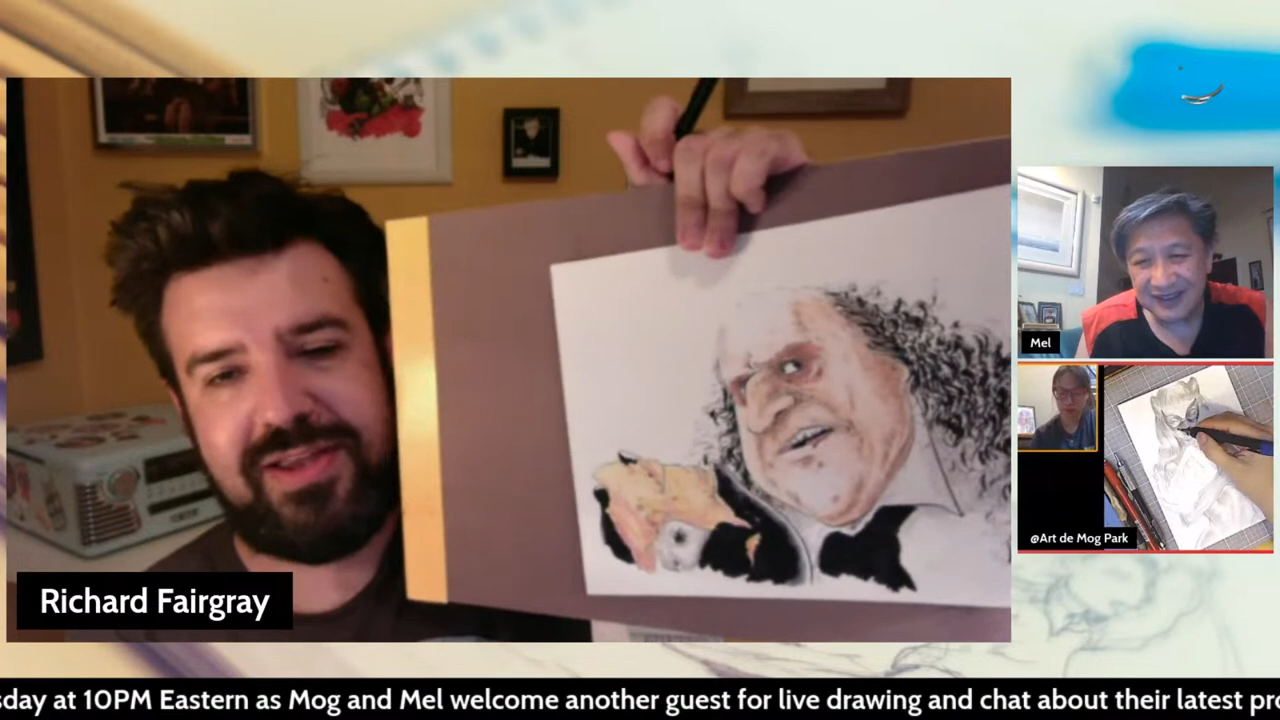 Mel
@Art de Mog Park
Richard Fairgray
sday at 10PM Eastern as Mog and Mel welcome another guest for live drawing and chat about their latest pro